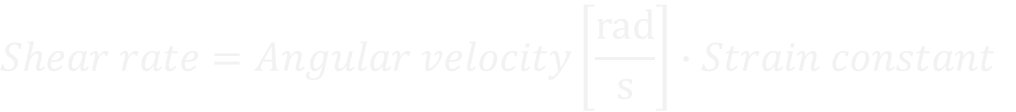 Shear rate = Angular velocity [rad/s] · Strain constant